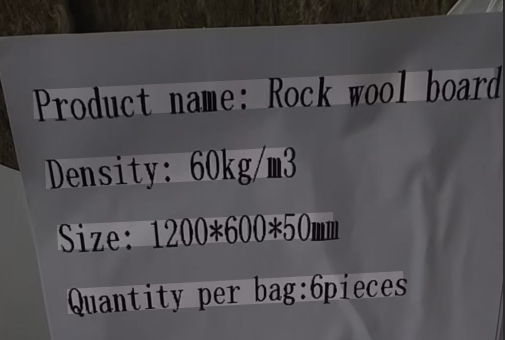 Product name: Rock wool board
Density: 60kg/m3
Size: 1200*600*50mm
Quantity per bag:6pieces